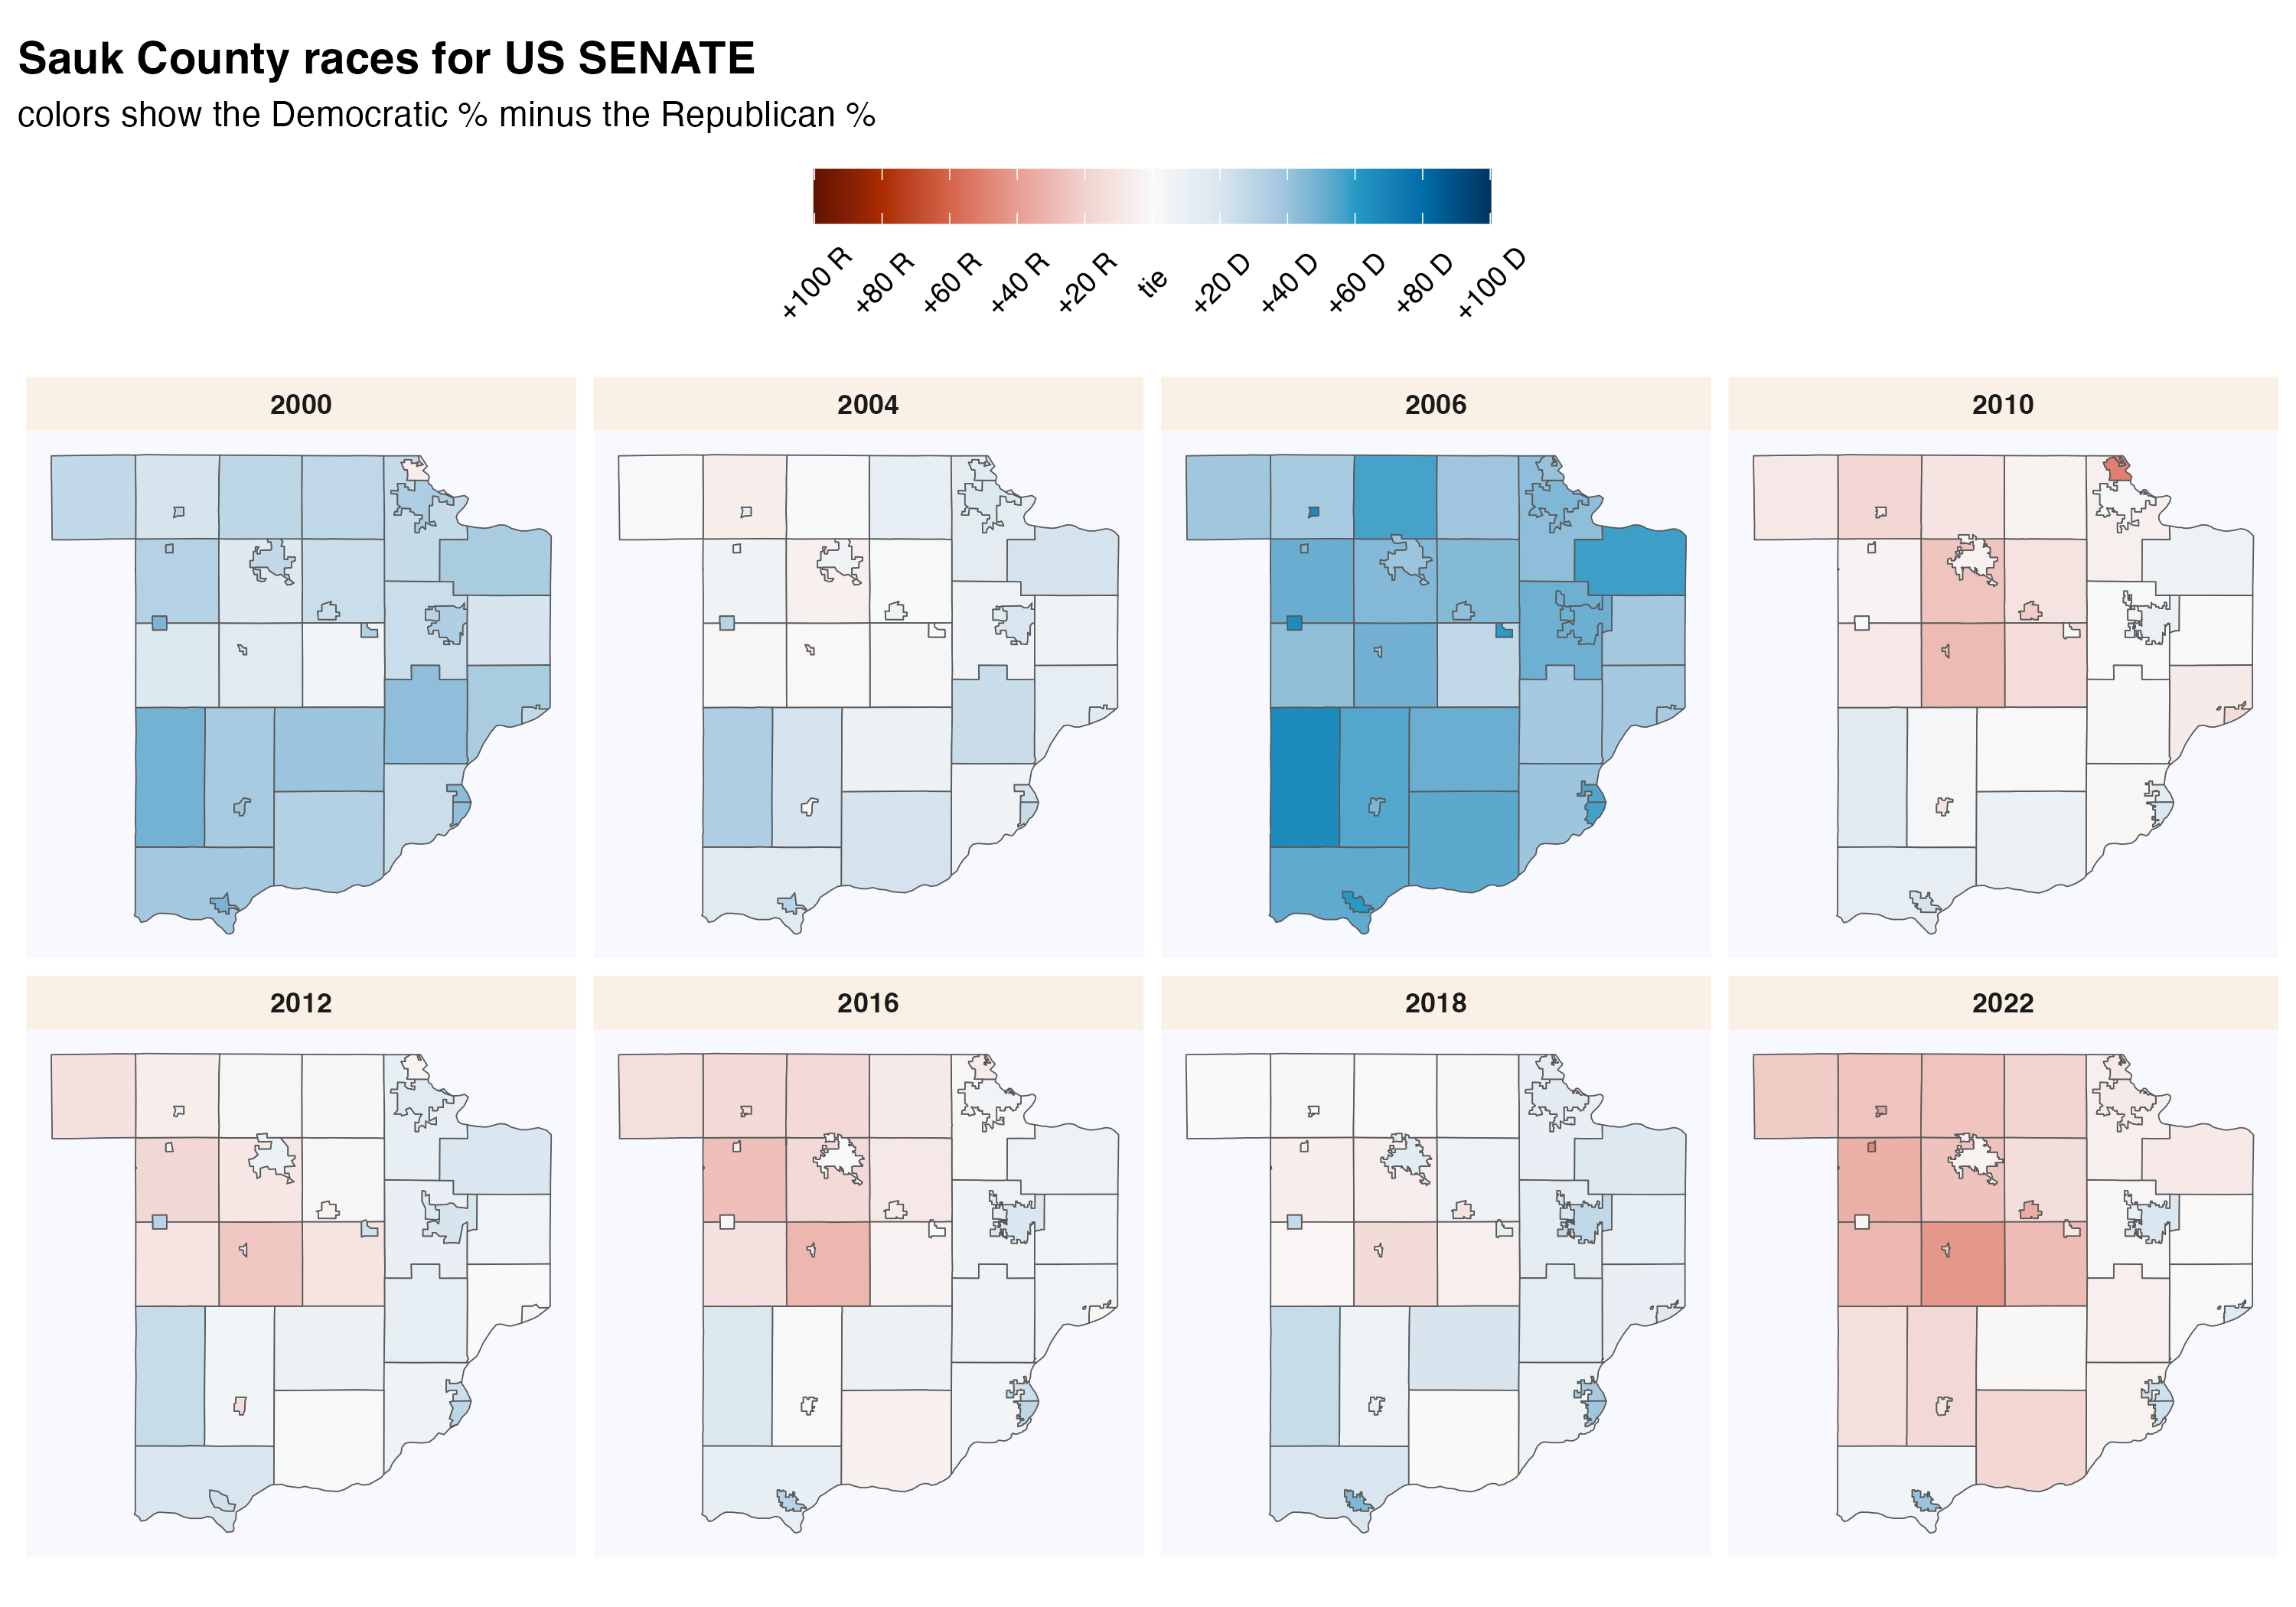 Sauk County races for US SENATE
colors show the Democratic % minus the Republican %
+100 R
+80 R
+60 R
+40 R
+20 R
tie
+20 D
+40 D
+60 D
+80 D
+100 D
2000
2004
2006
2010
2012
2016
2018
2022